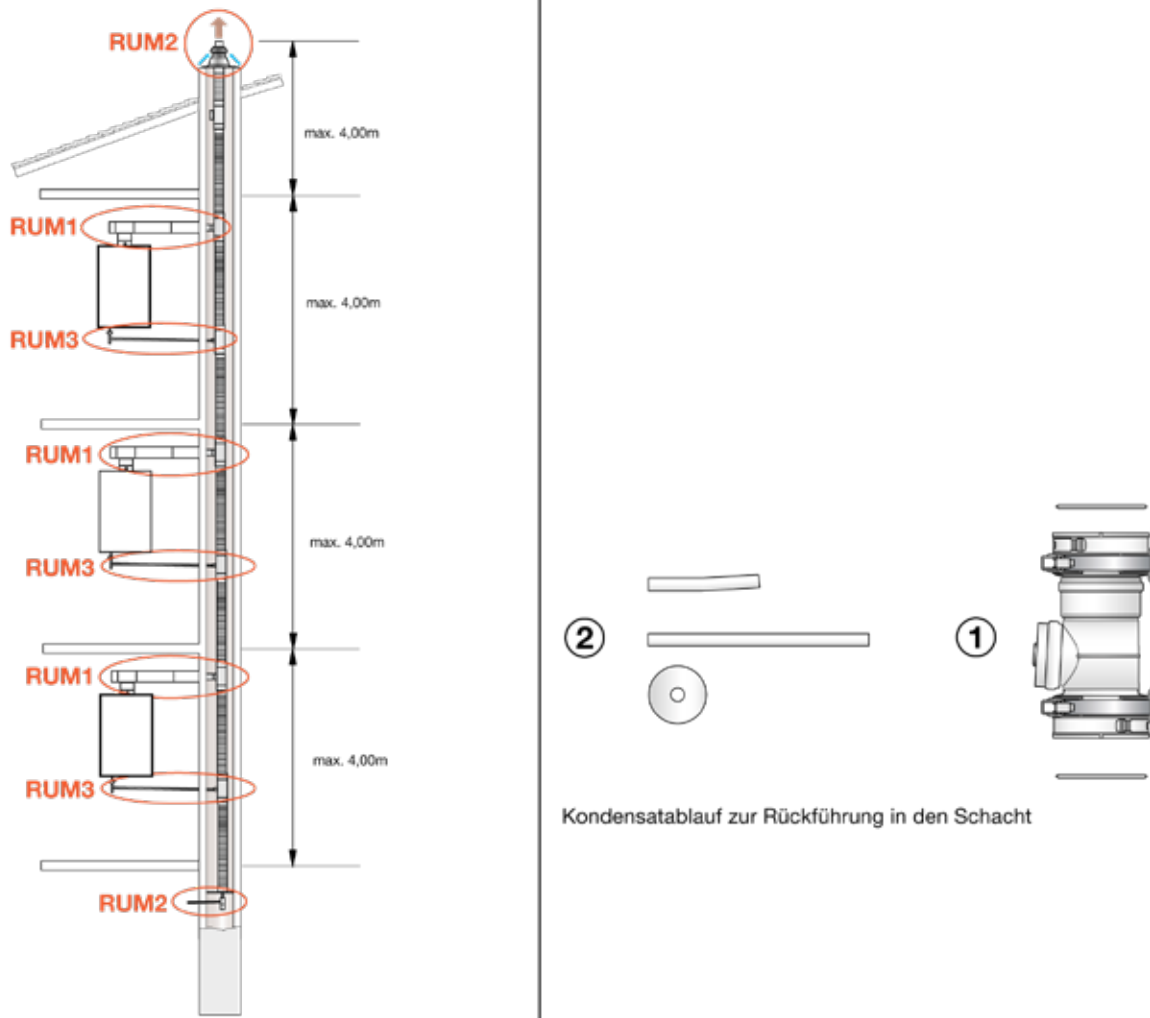 RUM2
max. 4,00m
RUM1
max. 4,00m
RUM3
RUM1
max. 4,00m
RUM3
RUM1
max. 4,00m
RUM3
RUM2
2
1
Kondensatablauf zur Rückführung in den Schacht